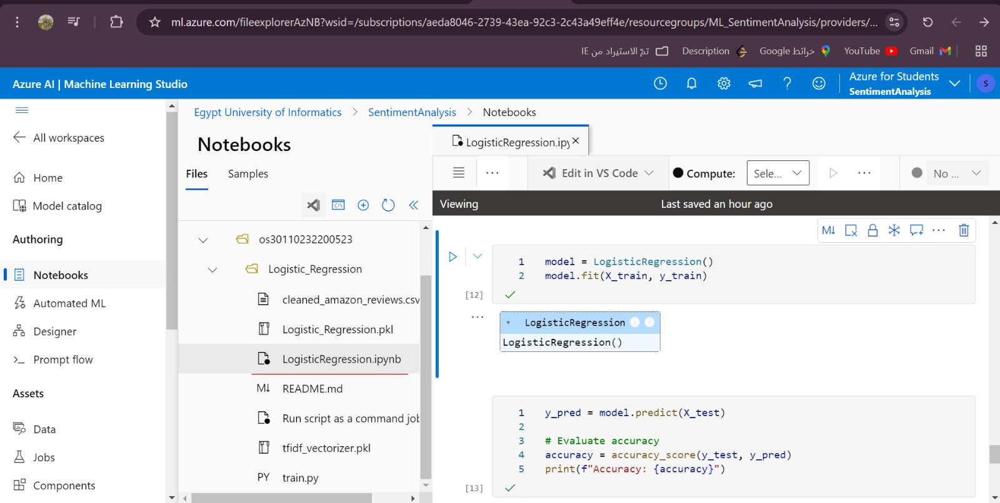 ml.azure.com/fileexplorerAzNB?wsid=/subscriptions/aeda8046-2739-43ea-92c3-2c43a49eff4e/resourcegroups/ML_SentimentAnalysis/providers/...
تمّ الاستيراد من IE
Description
خرائط Google
YouTube
Gmail
Azure AI | Machine Learning Studio
Azure for Students
SentimentAnalysis
S
All workspaces
Home
Model catalog
Authoring
Notebooks
Automated ML
Designer
Prompt flow
Assets
Data
Jobs
Components
Egypt University of Informatics > SentimentAnalysis > Notebooks
Notebooks
Files
Samples
os30110232200523
Logistic_Regression
cleaned_amazon_reviews.csv
Logistic_Regression.pkl
LogisticRegression.ipynb
M↓ README.md
Run script as a command job
tfidf_vectorizer.pkl
PY train.py
LogisticRegression.ipy
...
Edit in VS Code
Compute:
Sele...
...
No ...
Viewing
Last saved an hour ago
M↓
...
1 model = LogisticRegression()
2 model.fit(X_train, y_train)
[12]
...
LogisticRegression i ?
LogisticRegression()
1 y_pred = model.predict(X_test)
2
3 # Evaluate accuracy
4 accuracy = accuracy_score(y_test, y_pred)
5 print(f"Accuracy: {accuracy}")
[13]